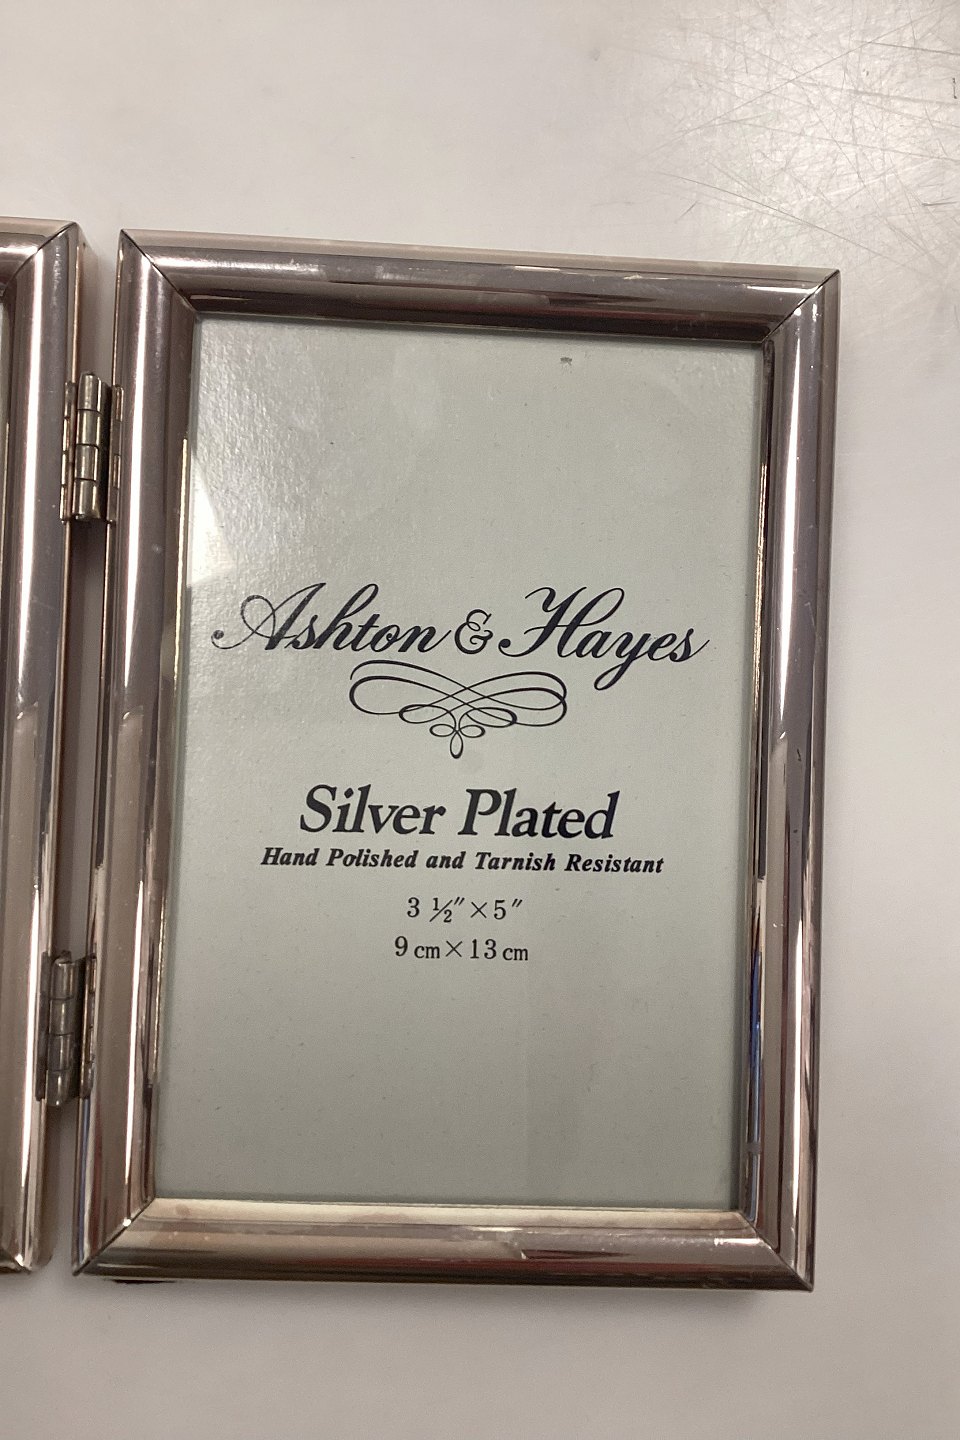 Ashton & Hayes
Silver Plated
Hand Polished and Tarnish Resistant
3 ½″×5″
9 cm×13 cm